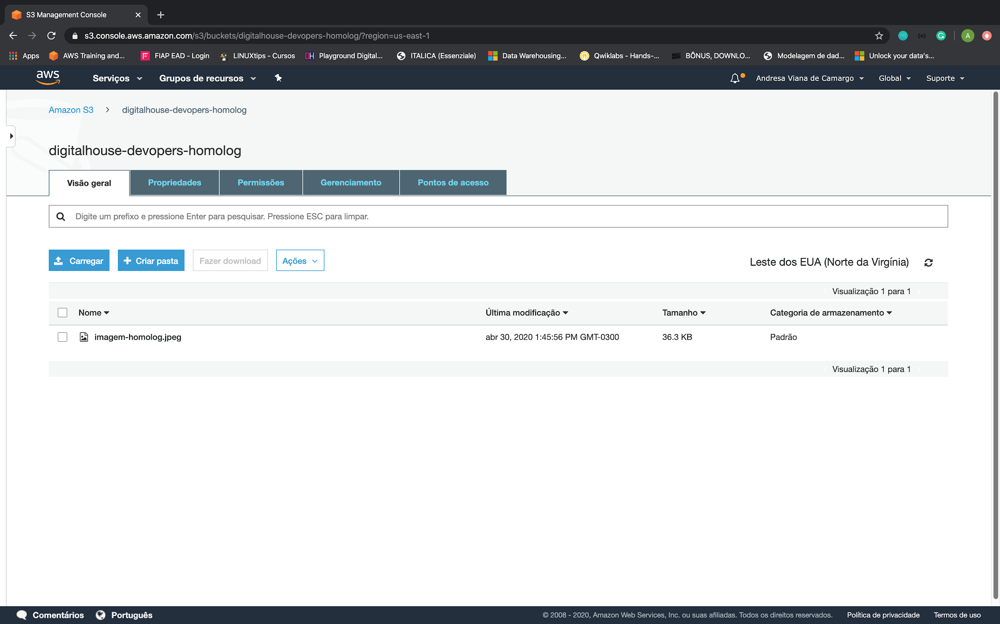 S3 Management Console
s3.console.aws.amazon.com/s3/buckets/digitalhouse-devopers-homolog/?region=us-east-1
A
Apps AWS Training and... FIAP EAD - Login LINUXtips - Cursos DH Playground Digital... ITALICA (Essenziale) Data Warehousing... Qwiklabs - Hands-... BÔNUS, DOWNLO... Modelagem de dad... Unlock your data's...
aws Serviços Grupos de recursos Andresa Viana de Camargo Global Suporte
Amazon S3 > digitalhouse-devopers-homolog
digitalhouse-devopers-homolog
Visão geral Propriedades Permissões Gerenciamento Pontos de acesso
Digite um prefixo e pressione Enter para pesquisar. Pressione ESC para limpar.
Carregar + Criar pasta Fazer download Ações Leste dos EUA (Norte da Virgínia)
Visualização 1 para 1
Nome Última modificação Tamanho Categoria de armazenamento
imagem-homolog.jpeg abr 30, 2020 1:45:56 PM GMT-0300 36.3 KB Padrão
Visualização 1 para 1
Comentários Português © 2008 - 2020, Amazon Web Services, Inc. ou suas afiliadas. Todos os direitos reservados. Política de privacidade Termos de uso